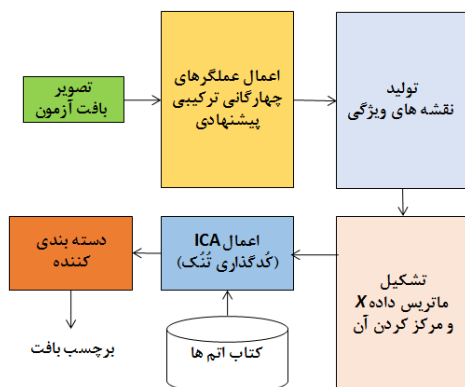 تصویر
بافت آزمون
اعمال عملگرهای
چهارگانی ترکیبی
پیشنهادی
تولید
نقشه های ویژگی
تشکیل
ماتریس داده X
و مرکز کردن آن
اعمال ICA
(کُدگذاری تُنُک)
کتاب اتم ها
دسته بندی
کننده
برچسب بافت